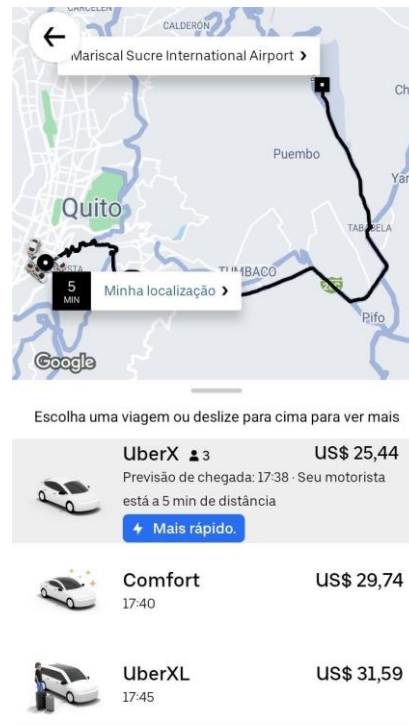 CALDERÓN
Mariscal Sucre International Airport
Ch
Puembo
Yar
Quito
TUMBACO
5
MIN
Minha localização
Pifo
Google
Escolha uma viagem ou deslize para cima para ver mais
UberX 3
US$ 25,44
Previsão de chegada: 17:38 · Seu motorista
está a 5 min de distância
Mais rápido.
Comfort
US$ 29,74
17:40
UberXL
US$ 31,59
17:45